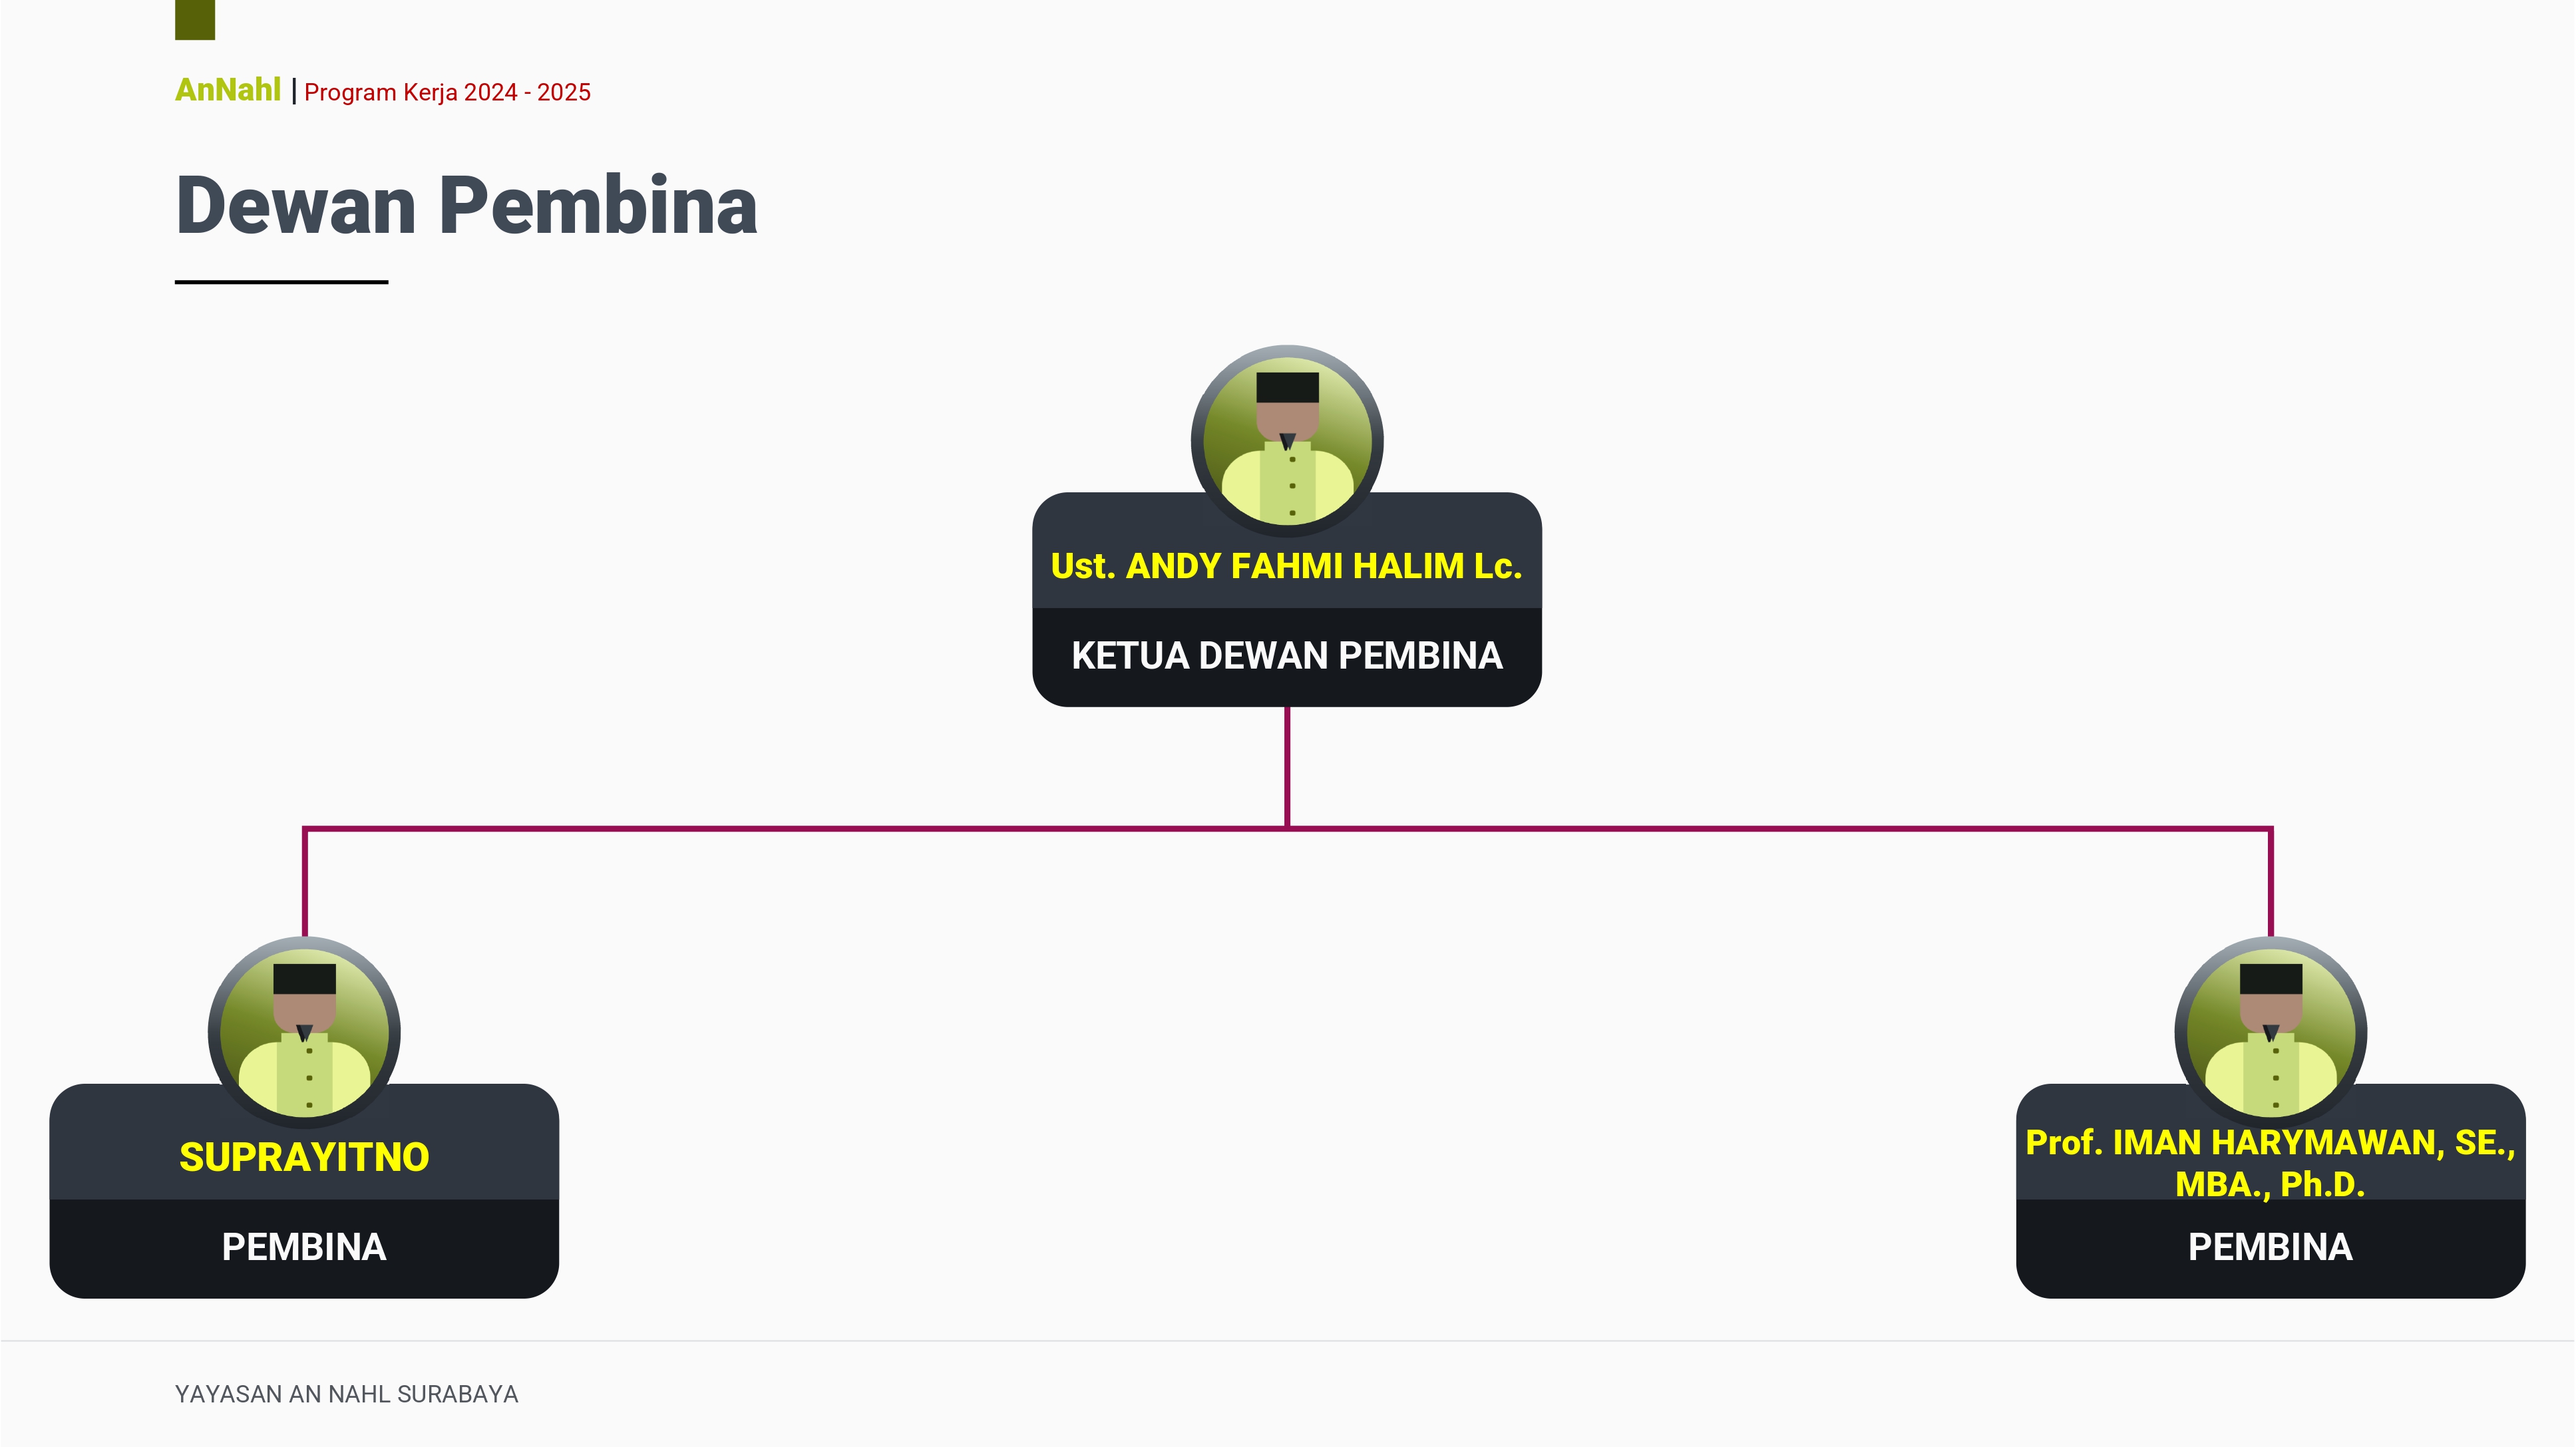 AnNahl | Program Kerja 2024 - 2025
Dewan Pembina
Ust. ANDY FAHMI HALIM Lc.
KETUA DEWAN PEMBINA
SUPRAYITNO
PEMBINA
Prof. IMAN HARYMAWAN, SE.,
MBA., Ph.D.
PEMBINA
YAYASAN AN NAHL SURABAYA